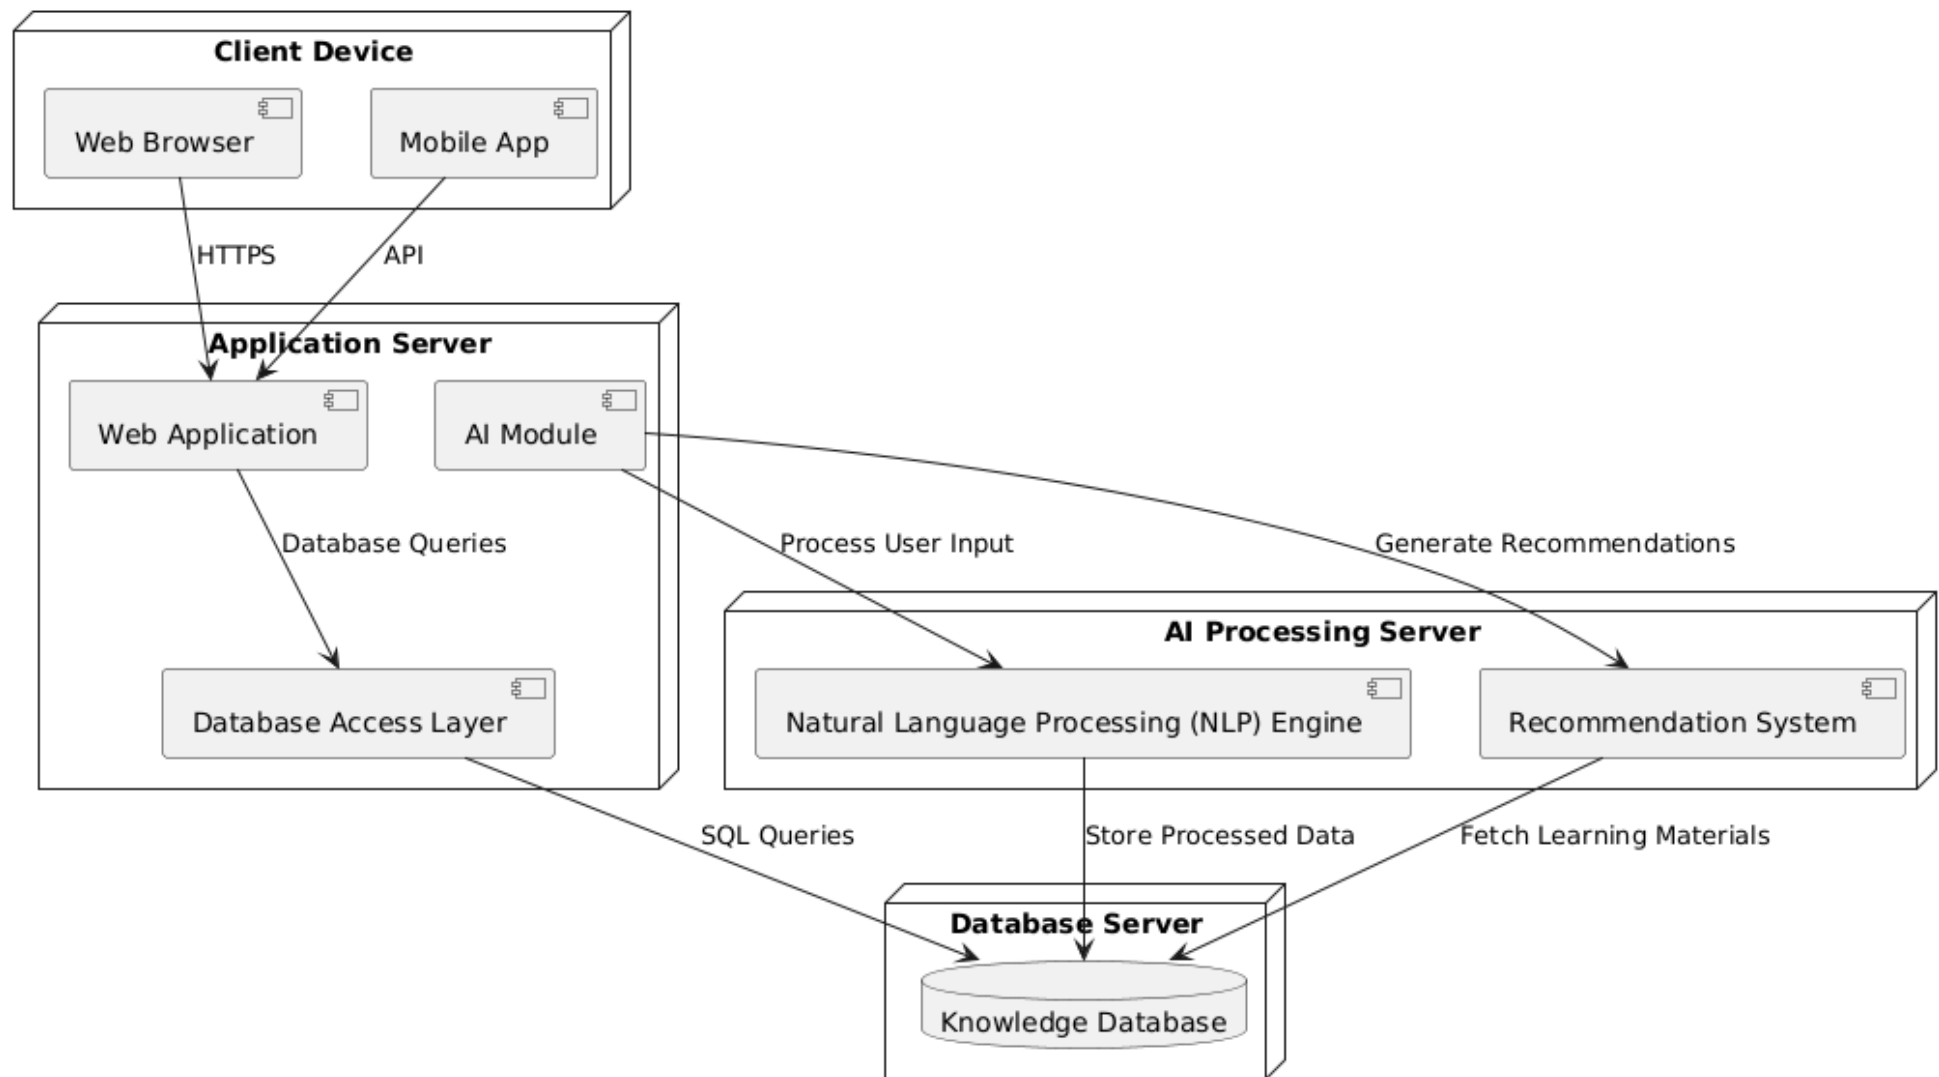 Client Device
Web Browser
Mobile App
HTTPS
API
Application Server
Web Application
AI Module
Database Queries
Process User Input
Generate Recommendations
AI Processing Server
Database Access Layer
Natural Language Processing (NLP) Engine
Recommendation System
SQL Queries
Store Processed Data
Fetch Learning Materials
Database Server
Knowledge Database